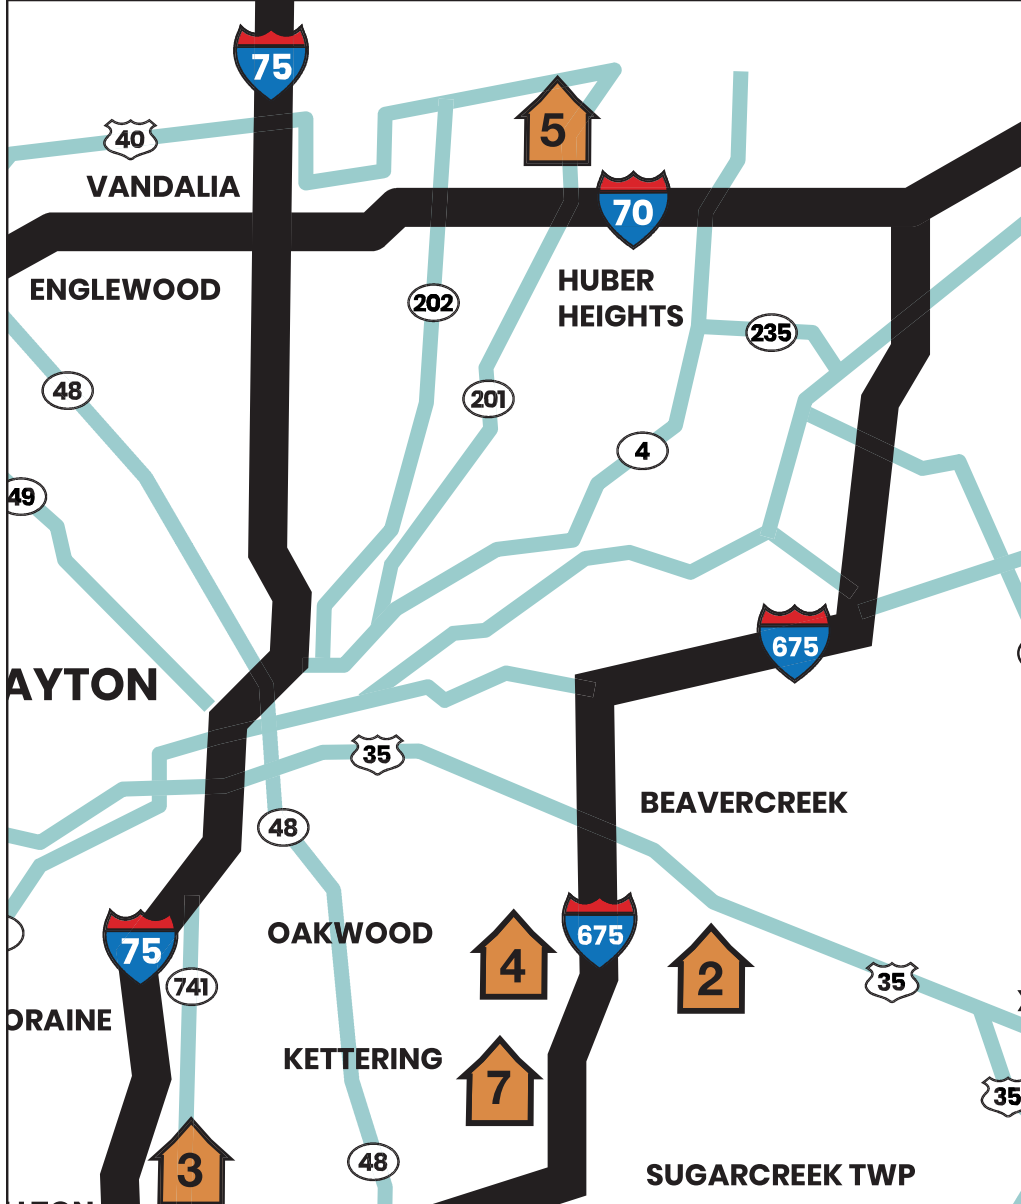 75
40
5
VANDALIA
70
ENGLEWOOD
HUBER
HEIGHTS
202
235
48
201
4
49
675
AYTON
35
BEAVERCREEK
48
OAKWOOD
675
75
4
2
35
741
ORAINE
KETTERING
7
35
3
48
SUGARCREEK TWP